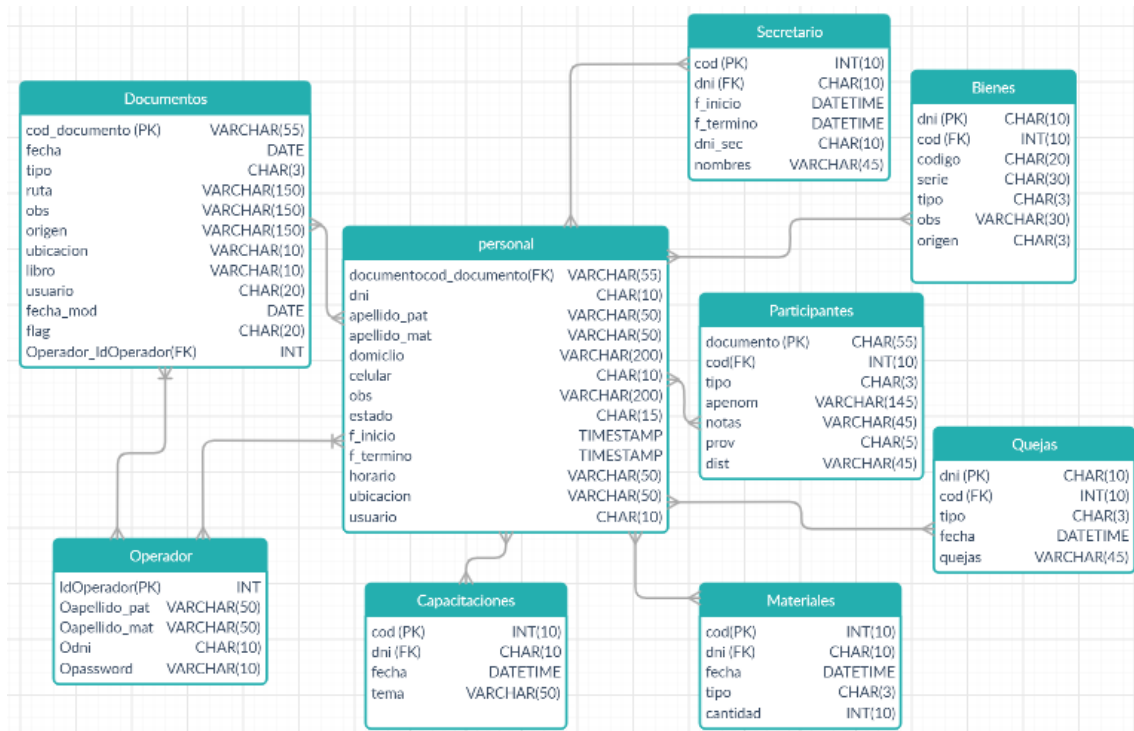 Secretario
cod (PK) INT(10)
dni (FK) CHAR(10)
f_inicio DATETIME
f_termino DATETIME
dni_sec CHAR(10)
nombres VARCHAR(45)
Bienes
dni (PK) CHAR(10)
cod (FK) INT(10)
codigo CHAR(20)
serie CHAR(30)
tipo CHAR(3)
obs VARCHAR(30)
origen CHAR(3)
Documentos
cod_documento (PK) VARCHAR(55)
fecha DATE
tipo CHAR(3)
ruta VARCHAR(150)
obs VARCHAR(150)
origen VARCHAR(150)
ubicacion VARCHAR(10)
libro VARCHAR(10)
usuario CHAR(20)
fecha_mod DATE
flag CHAR(20)
Operador_IdOperador(FK) INT
personal
documentocod_documento(FK) VARCHAR(55)
dni CHAR(10)
apellido_pat VARCHAR(50)
apellido_mat VARCHAR(50)
domiclio VARCHAR(200)
celular CHAR(10)
obs VARCHAR(200)
estado CHAR(15)
f_inicio TIMESTAMP
f_termino TIMESTAMP
horario VARCHAR(50)
ubicacion VARCHAR(50)
usuario CHAR(10)
Participantes
documento (PK) CHAR(55)
cod(FK) INT(10)
tipo CHAR(3)
apenom VARCHAR(145)
notas VARCHAR(45)
prov CHAR(5)
dist VARCHAR(45)
Quejas
dni (PK) CHAR(10)
cod (FK) INT(10)
tipo CHAR(3)
fecha DATETIME
quejas VARCHAR(45)
Operador
IdOperador(PK) INT
Oapellido_pat VARCHAR(50)
Oapellido_mat VARCHAR(50)
Odni CHAR(10)
Opassword VARCHAR(10)
Capacitaciones
cod (PK) INT(10)
dni (FK) CHAR(10
fecha DATETIME
tema VARCHAR(50)
Materiales
cod(PK) INT(10)
dni (FK) CHAR(10)
fecha DATETIME
tipo CHAR(3)
cantidad INT(10)